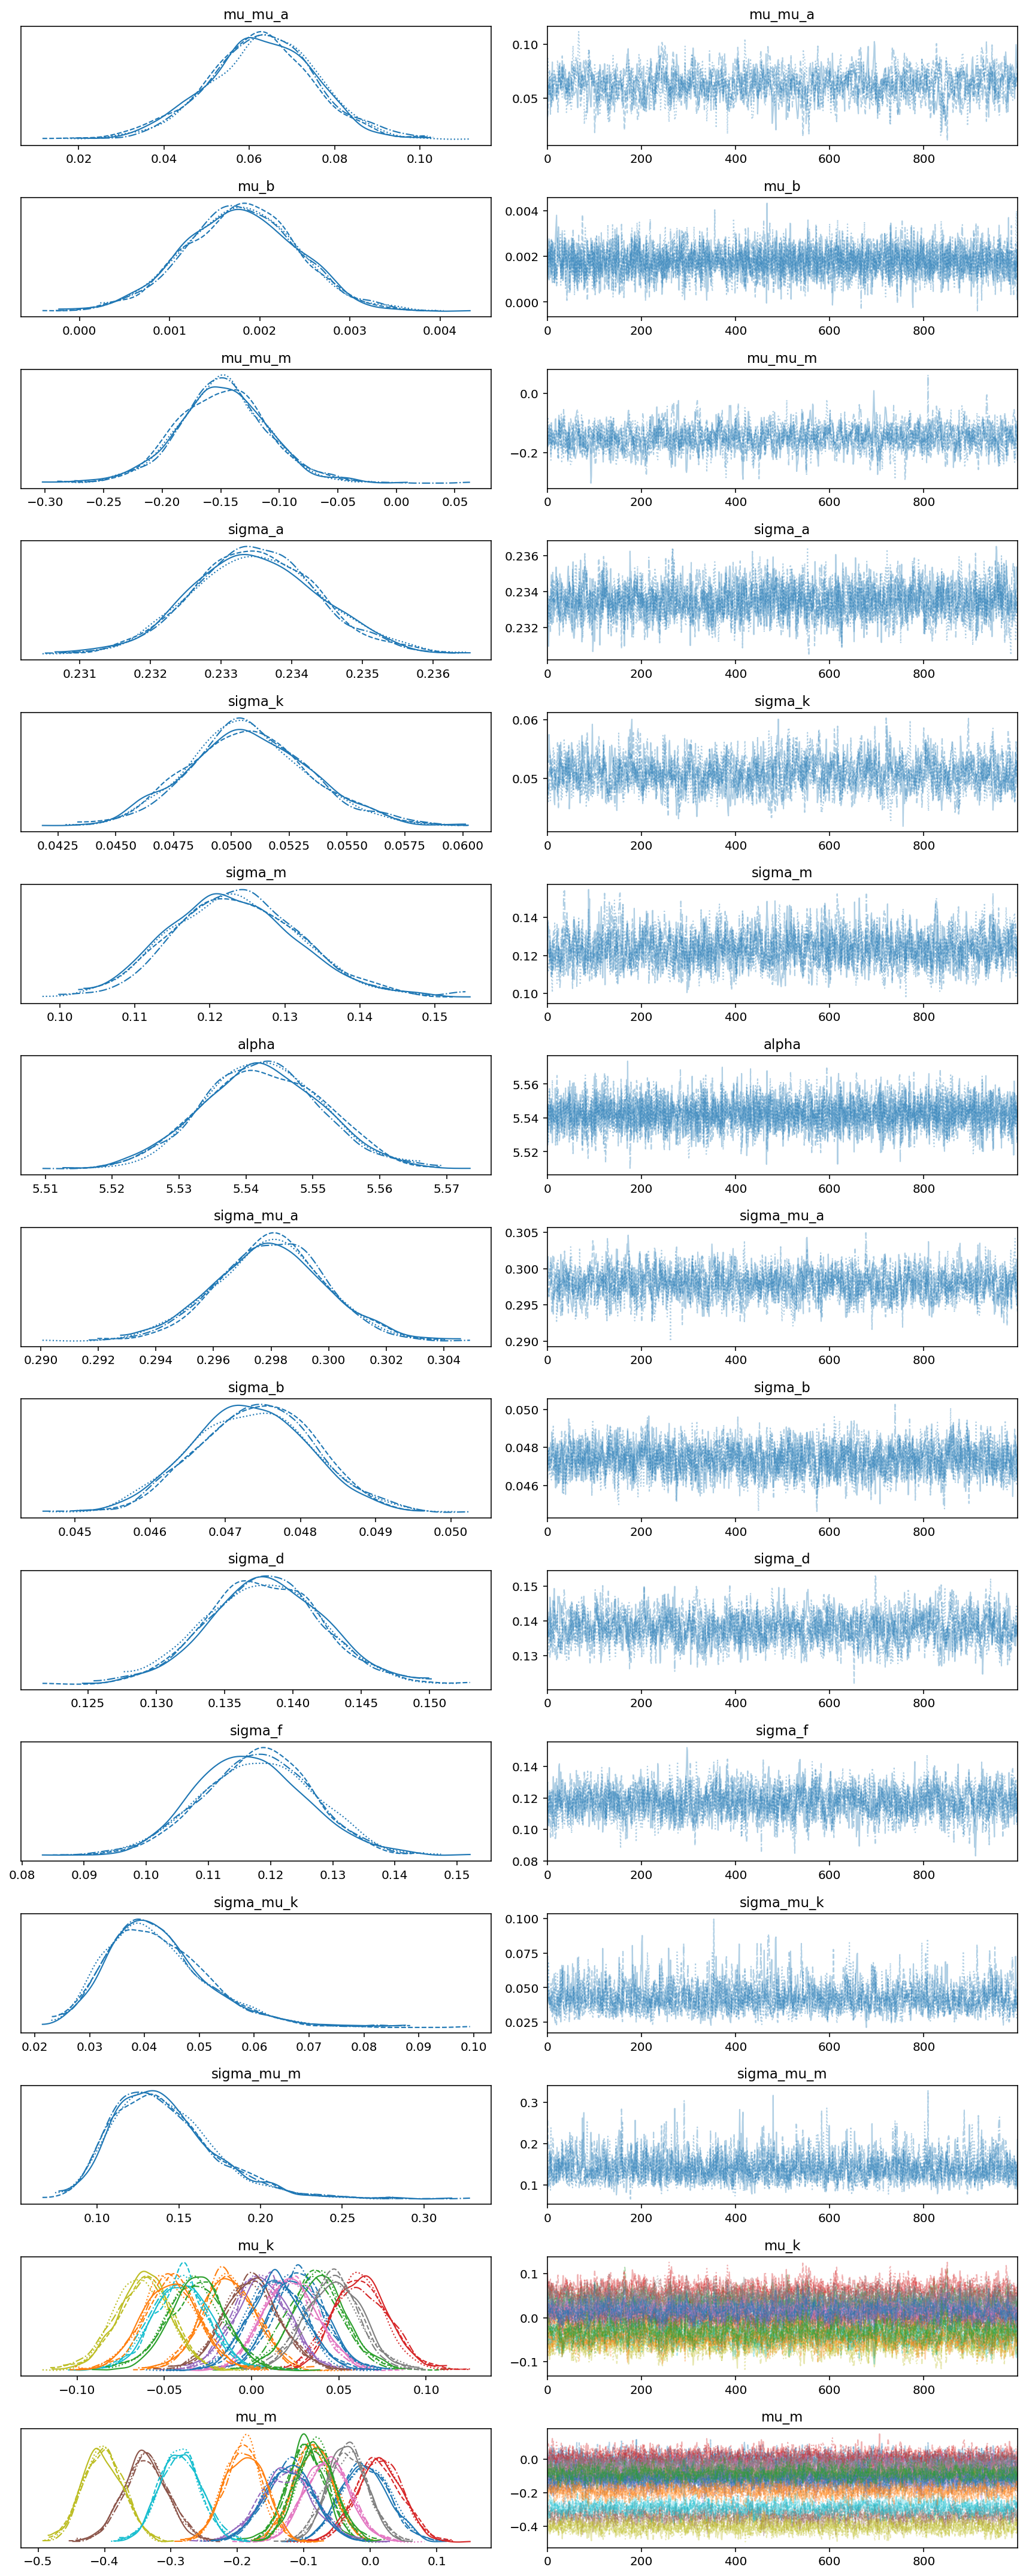 mu_mu_a mu_mu_a
0.10
0.05
0.02 0.04 0.06 0.08 0.10 0 200 400 600 800
mu_b mu_b
0.004
0.002
0.000
0.000 0.001 0.002 0.003 0.004 0 200 400 600 800
mu_mu_m mu_mu_m
0.0
−0.2
−0.30 −0.25 −0.20 −0.15 −0.10 −0.05 0.00 0.05 0 200 400 600 800
sigma_a sigma_a
0.236
0.234
0.232
0.231 0.232 0.233 0.234 0.235 0.236 0 200 400 600 800
sigma_k sigma_k
0.06
0.05
0.0425 0.0450 0.0475 0.0500 0.0525 0.0550 0.0575 0.0600 0 200 400 600 800
sigma_m sigma_m
0.14
0.12
0.10
0.10 0.11 0.12 0.13 0.14 0.15 0 200 400 600 800
alpha alpha
5.56
5.54
5.52
5.51 5.52 5.53 5.54 5.55 5.56 5.57 0 200 400 600 800
sigma_mu_a sigma_mu_a
0.305
0.300
0.295
0.290
0.290 0.292 0.294 0.296 0.298 0.300 0.302 0.304 0 200 400 600 800
sigma_b sigma_b
0.050
0.048
0.046
0.045 0.046 0.047 0.048 0.049 0.050 0 200 400 600 800
sigma_d sigma_d
0.15
0.14
0.13
0.125 0.130 0.135 0.140 0.145 0.150 0 200 400 600 800
sigma_f sigma_f
0.14
0.12
0.10
0.08
0.08 0.09 0.10 0.11 0.12 0.13 0.14 0.15 0 200 400 600 800
sigma_mu_k sigma_mu_k
0.100
0.075
0.050
0.025
0.02 0.03 0.04 0.05 0.06 0.07 0.08 0.09 0.10 0 200 400 600 800
sigma_mu_m sigma_mu_m
0.3
0.2
0.1
0.10 0.15 0.20 0.25 0.30 0 200 400 600 800
mu_k mu_k
0.1
0.0
−0.1
−0.10 −0.05 0.00 0.05 0.10 0 200 400 600 800
mu_m mu_m
0.0
−0.2
−0.4
−0.5 −0.4 −0.3 −0.2 −0.1 0.0 0.1 0 200 400 600 800